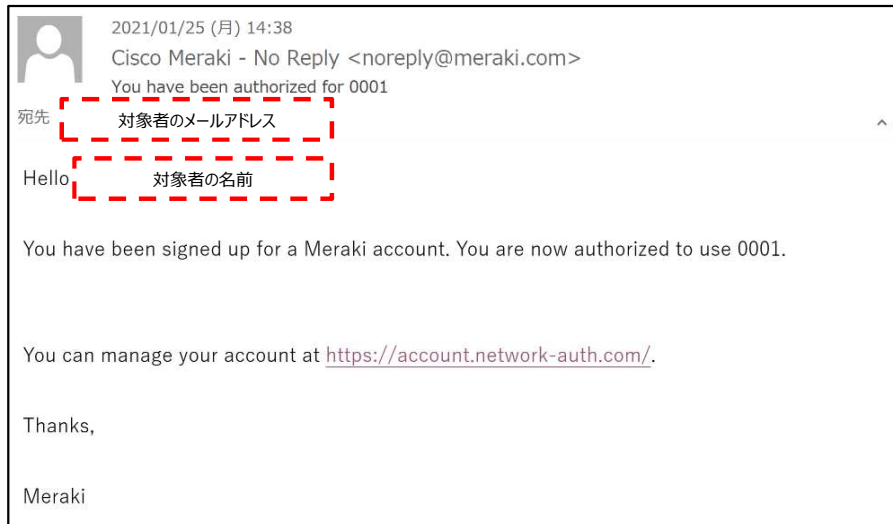 2021/01/25 (月) 14:38
Cisco Meraki - No Reply <noreply@meraki.com>
You have been authorized for 0001
宛先 対象者のメールアドレス
Hello 対象者の名前
You have been signed up for a Meraki account. You are now authorized to use 0001.
You can manage your account at https://account.network-auth.com/.
Thanks,
Meraki